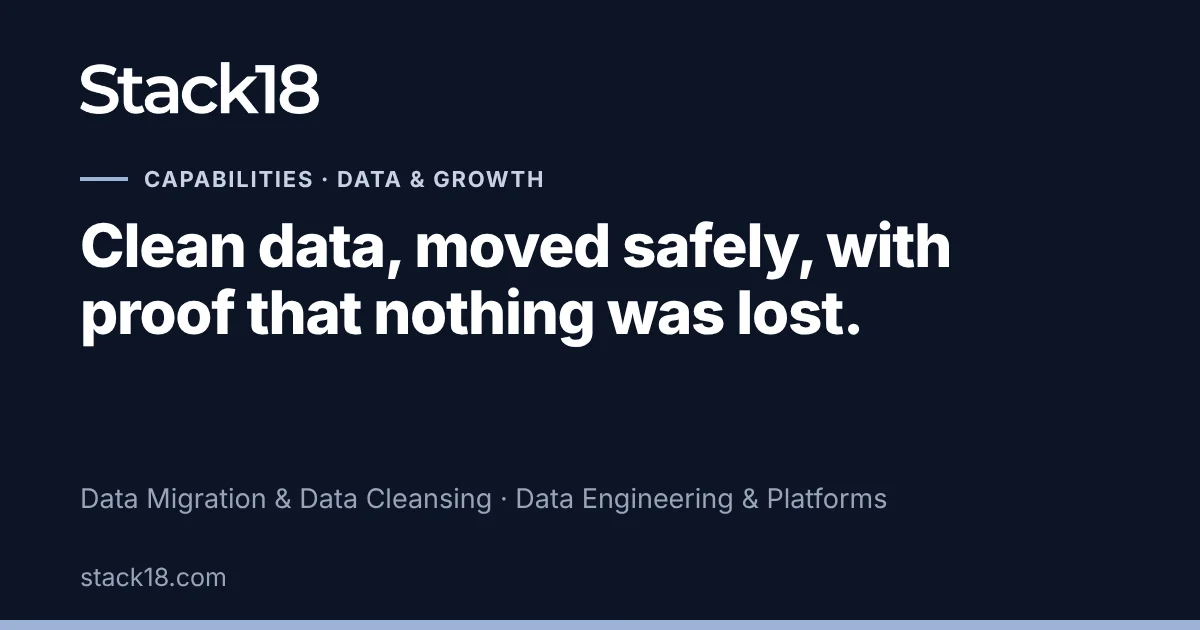 Stack18
CAPABILITIES · DATA & GROWTH
Clean data, moved safely, with
proof that nothing was lost.
Data Migration & Data Cleansing · Data Engineering & Platforms
stack18.com